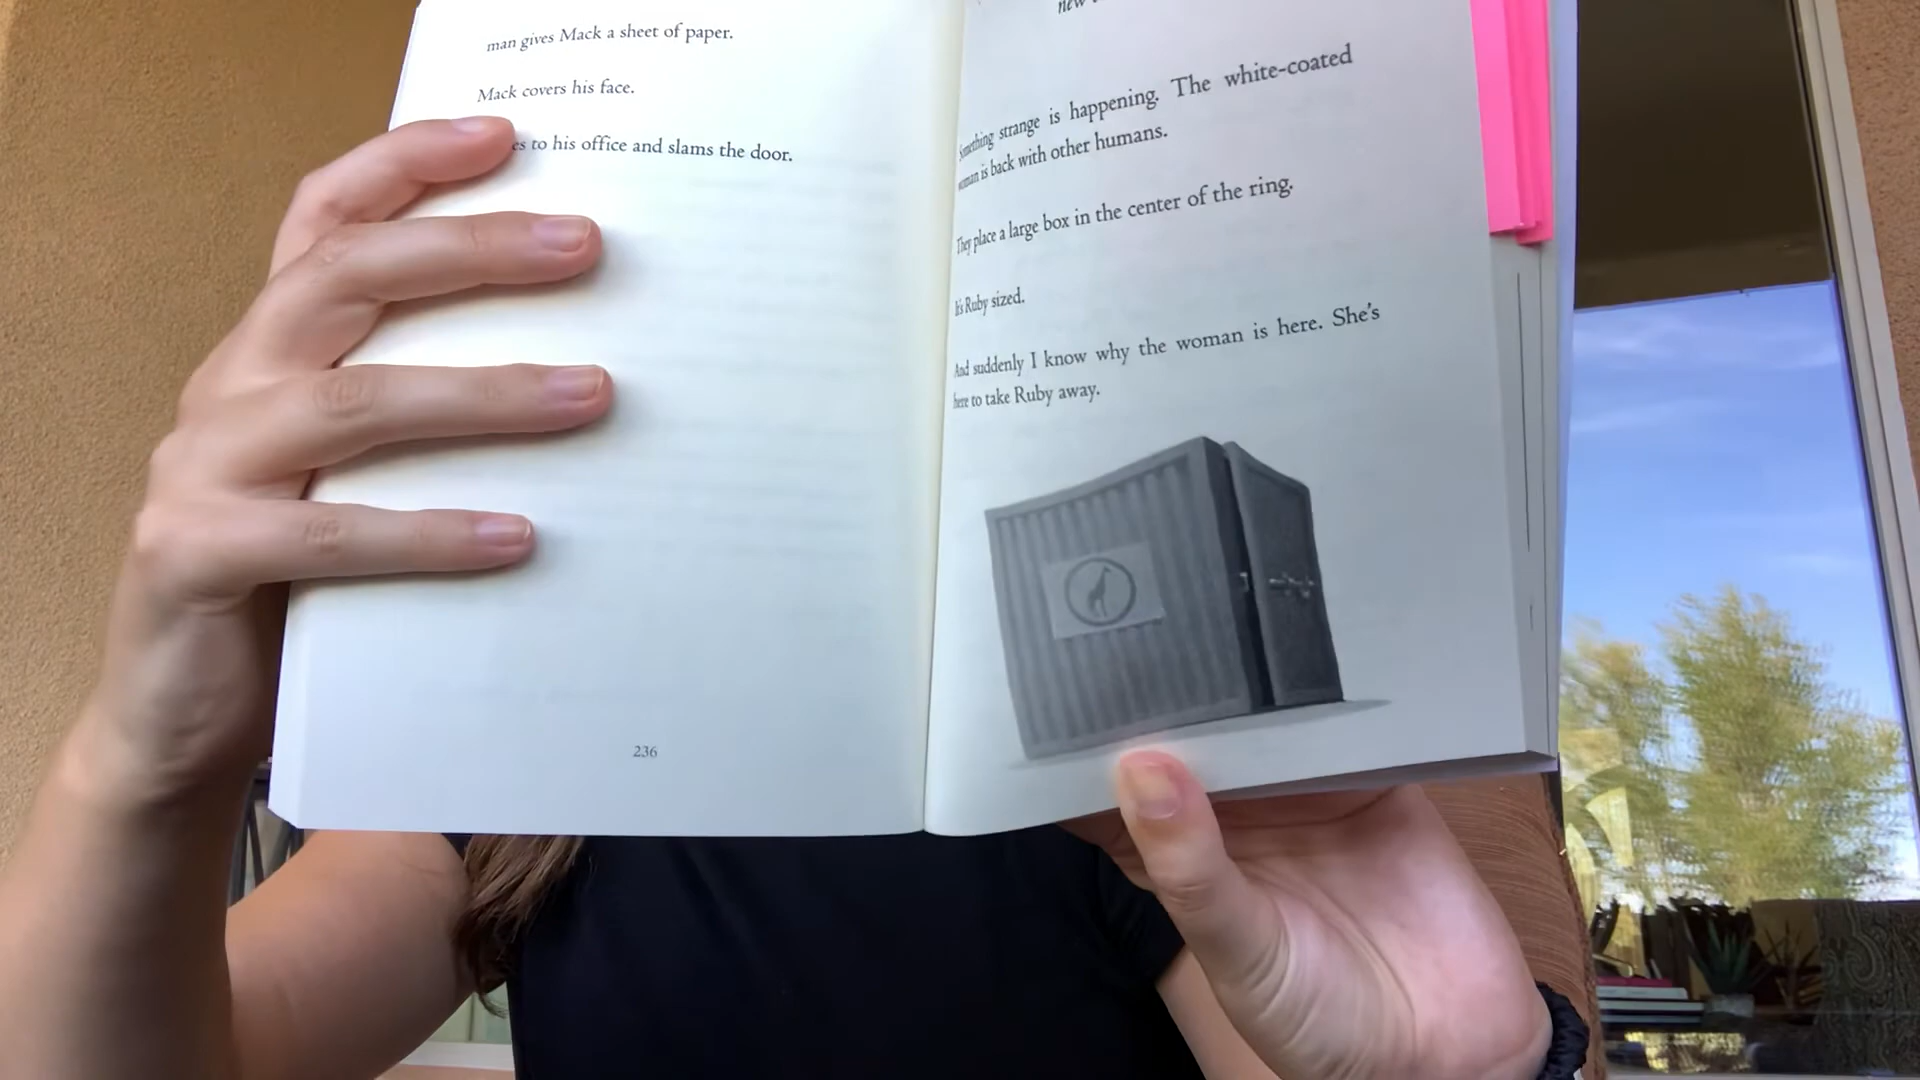 man gives Mack a sheet of paper.
Mack covers his face.
es to his office and slams the door.
236
new
Something strange is happening. The white-coated
woman is back with other humans.
They place a large box in the center of the ring.
It's Ruby sized.
And suddenly I know why the woman is here. She's
here to take Ruby away.